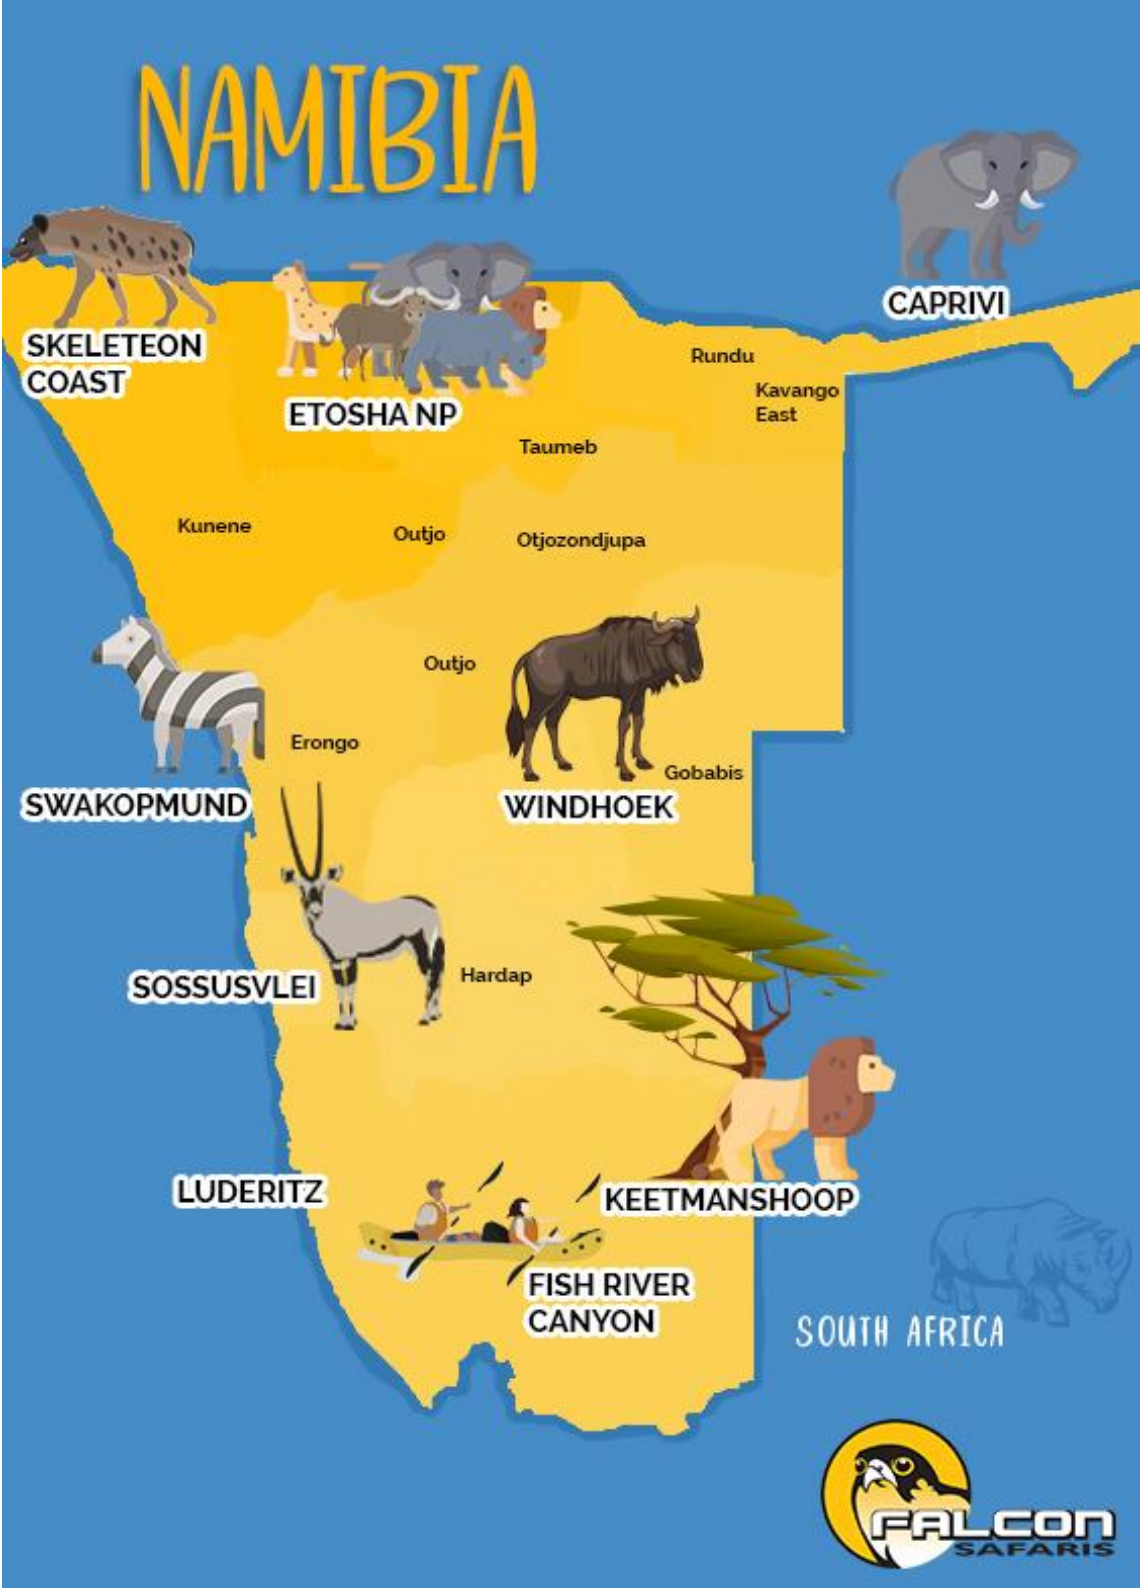 NAMIBIA
CAPRIVI
SKELETEON
COAST
ETOSHA NP
Rundu
Kavango
East
Taumeb
Kunene
Outjo
Otjozondjupa
Outjo
Erongo
Gobabis
SWAKOPMUND
WINDHOEK
SOSSUSVLEI
Hardap
LUDERITZ
KEETMANSHOOP
FISH RIVER
CANYON
SOUTH AFRICA
FALCON
SAFARIS